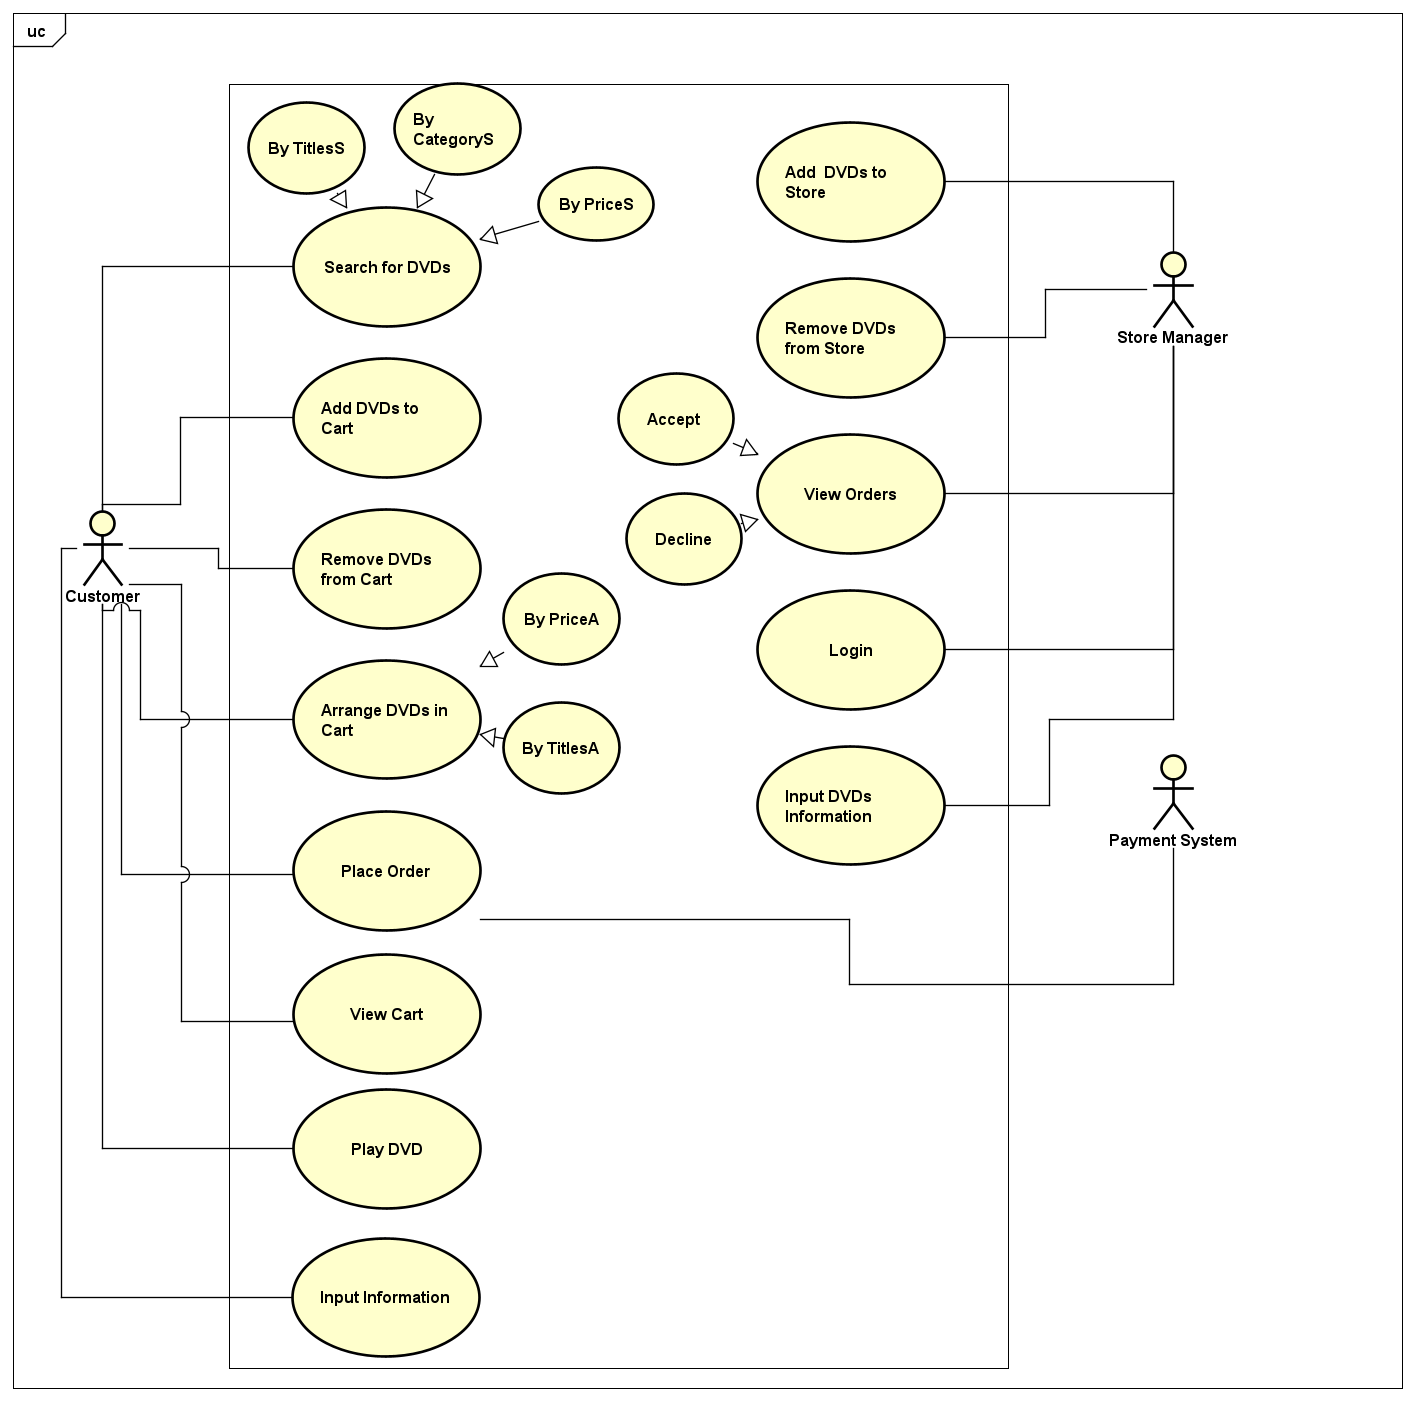 uc
By TitlesS
By
CategoryS
By PriceS
Search for DVDs
Add DVDs to
Cart
Remove DVDs
from Cart
Customer
By PriceA
Arrange DVDs in
Cart
By TitlesA
Place Order
View Cart
Play DVD
Input Information
Add  DVDs to
Store
Remove DVDs
from Store
Store Manager
Accept
View Orders
Decline
Login
Input DVDs
Information
Payment System